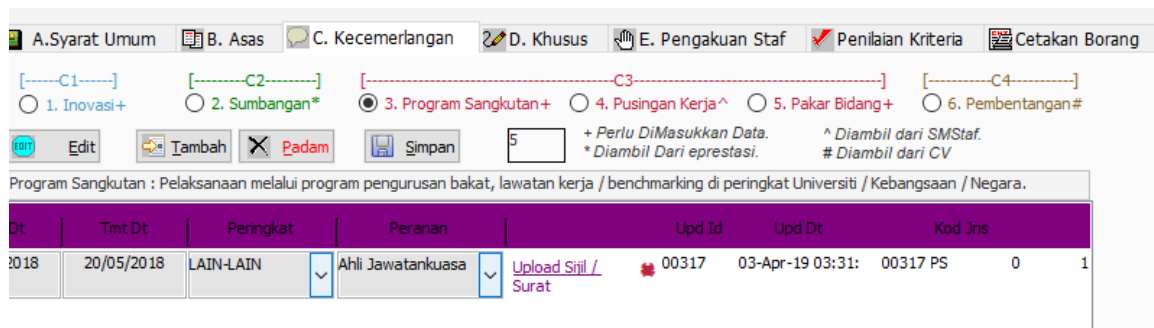 A.Syarat Umum B. Asas C. Kecemerlangan D. Khusus E. Pengakuan Staf Penilaian Kriteria Cetakan Borang
[------C1------] [---------C2---------] [------------------------------------------C3------------------------------------------] [-----------C4-----------]
1. Inovasi+ 2. Sumbangan* 3. Program Sangkutan+ 4. Pusingan Kerja^ 5. Pakar Bidang+ 6. Pembentangan#
EDIT Edit Tambah Padam Simpan 5 + Perlu DiMasukkan Data. ^ Diambil dari SMStaf.
* Diambil Dari eprestasi. # Diambil dari CV
Program Sangkutan : Pelaksanaan melalui program pengurusan bakat, lawatan kerja / benchmarking di peringkat Universiti / Kebangsaan / Negara.
Dt Tmt Dt Peringkat Peranan Upd Id Upd Dt Kod Jns
2018 20/05/2018 LAIN-LAIN Ahli Jawatankuasa Upload Sijil / 00317 03-Apr-19 03:31: 00317 PS 0 1
Surat